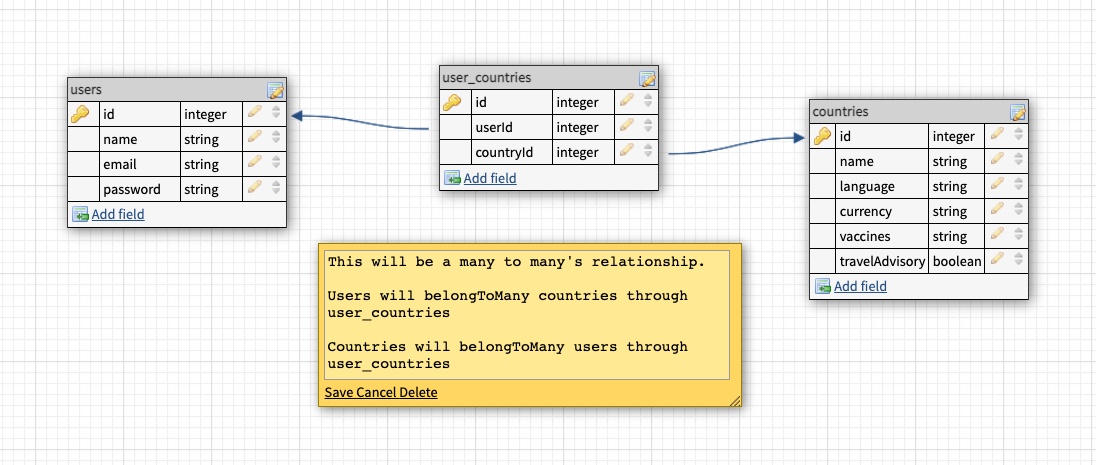 users
id integer
name string
email string
password string
Add field
user_countries
id integer
userId integer
countryId integer
Add field
countries
id integer
name string
language string
currency string
vaccines string
travelAdvisory boolean
Add field
This will be a many to many's relationship.
Users will belongToMany countries through
user_countries
Countries will belongToMany users through
user_countries
Save Cancel Delete